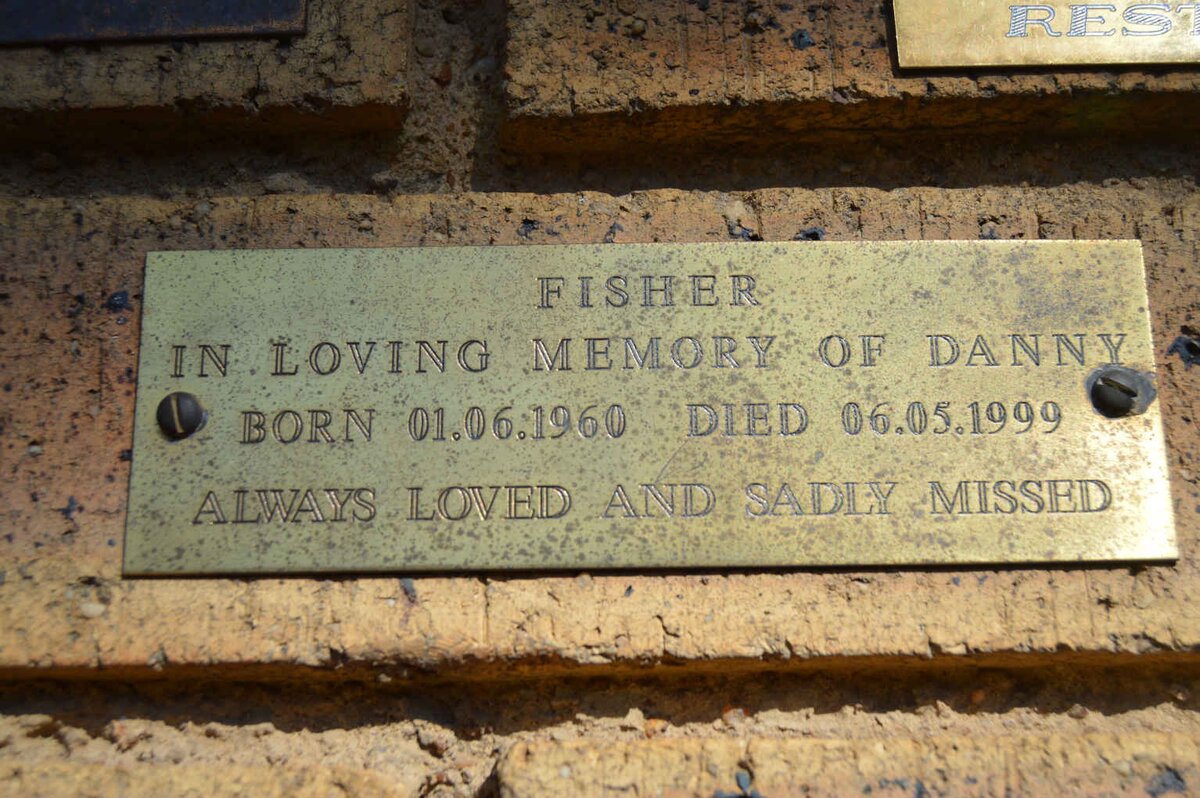 REST
FISHER
IN LOVING MEMORY OF DANNY
BORN 01.06.1960 DIED 06.05.1999
ALWAYS LOVED AND SADLY MISSED